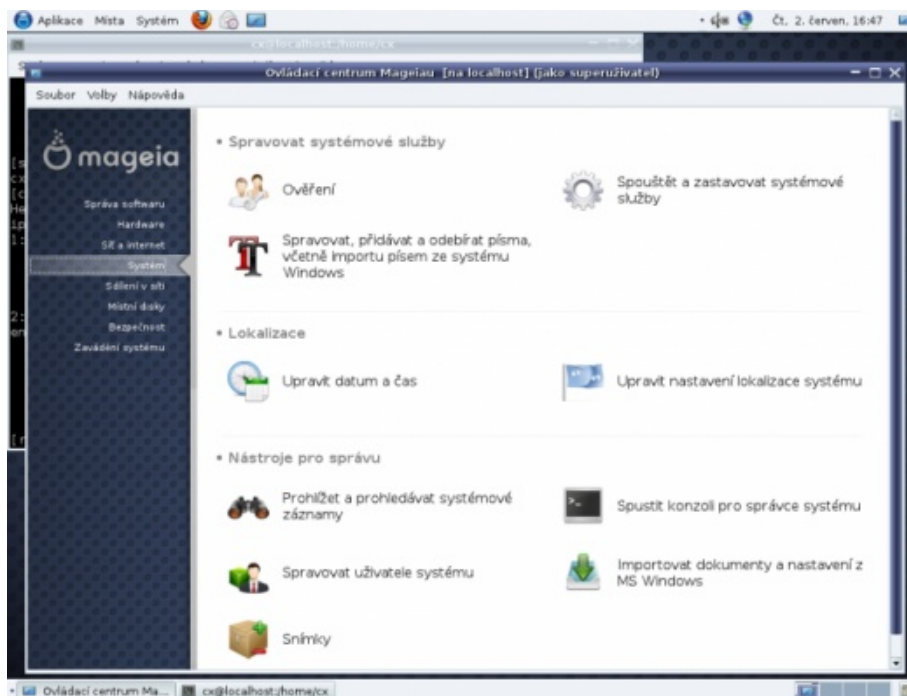 Aplikace Místa Systém
Čt, 2. červen, 16:47
cx@localhost:/home/cx
Ovládací centrum Mageiau [na localhost] (jako superuživatel)
Soubor Volby Nápověda
mageia
Správa softwaru
Hardware
Síť a internet
Systém
Sdílení v síti
Místní disky
Bezpečnost
Zavádění systému
• Spravovat systémové služby
Ověření
Spouštět a zastavovat systémové
služby
Spravovat, přidávat a odebírat písma,
včetně importu písem ze systému
Windows
• Lokalizace
Upravit datum a čas
Upravit nastavení lokalizace systému
• Nástroje pro správu
Prohlížet a prohledávat systémové
záznamy
Spustit konzoli pro správce systému
Spravovat uživatele systému
Importovat dokumenty a nastavení z
MS Windows
Snímky
Ovládací centrum Ma...
cx@localhost:/home/cx